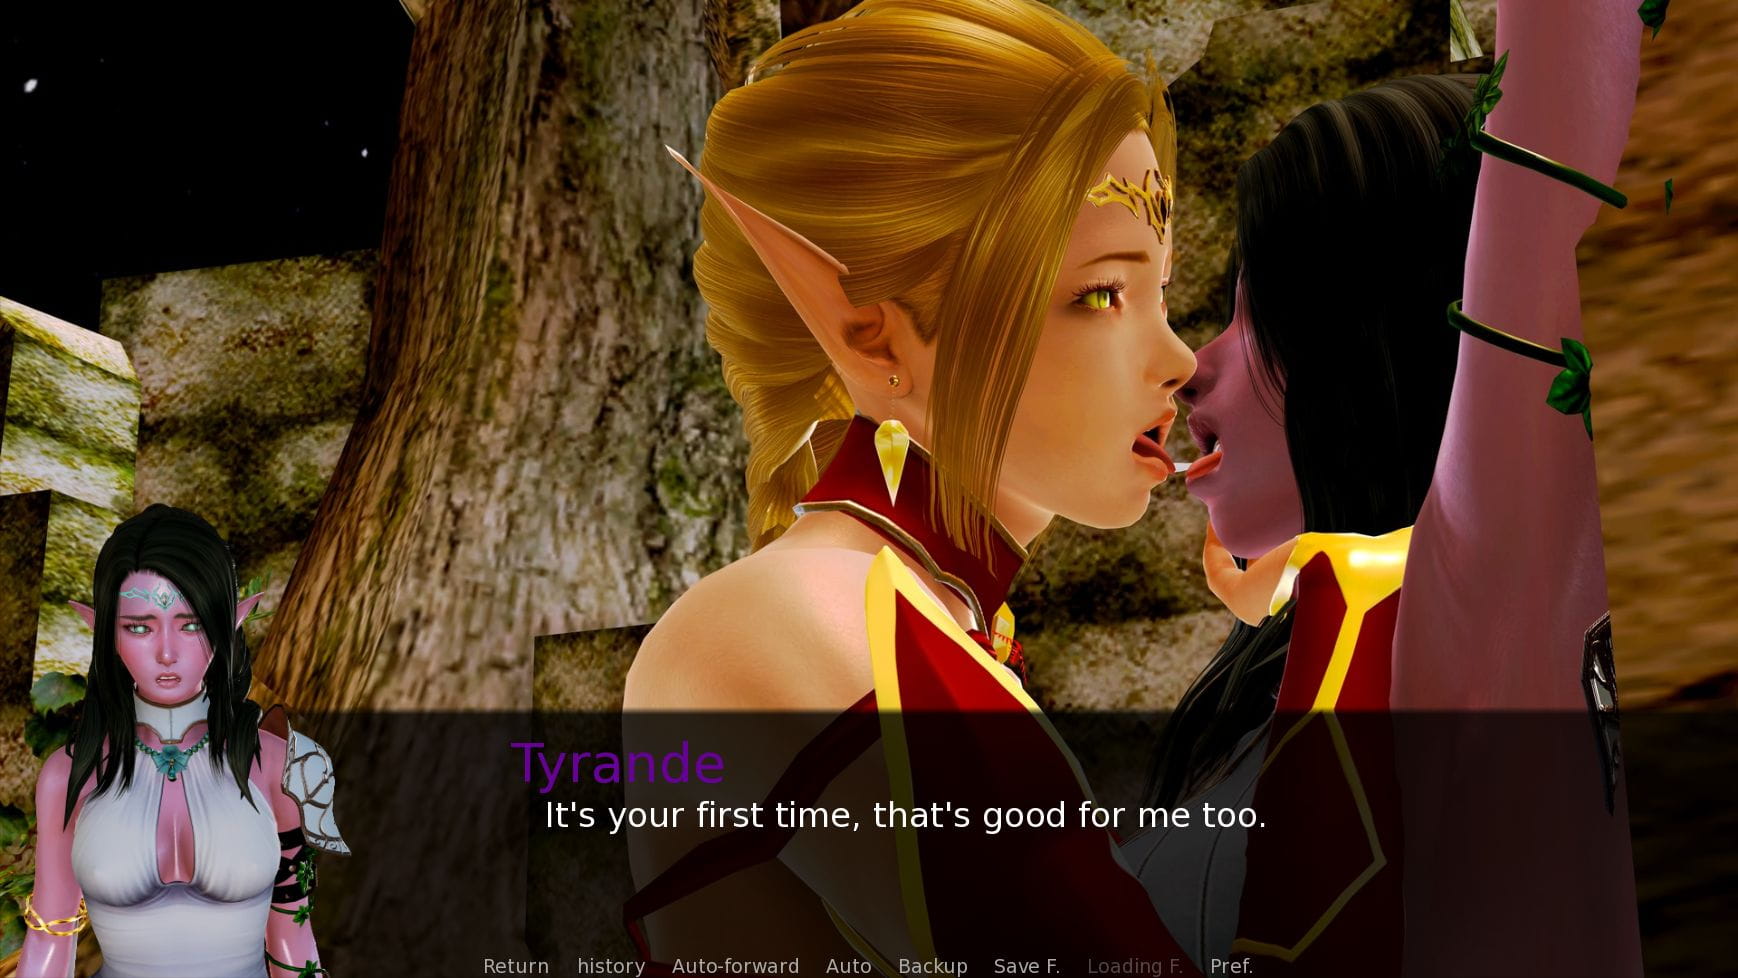 Tyrande
It's your first time, that's good for me too.
Return history Auto-forward Auto Backup Save F. Loading F. Pref.